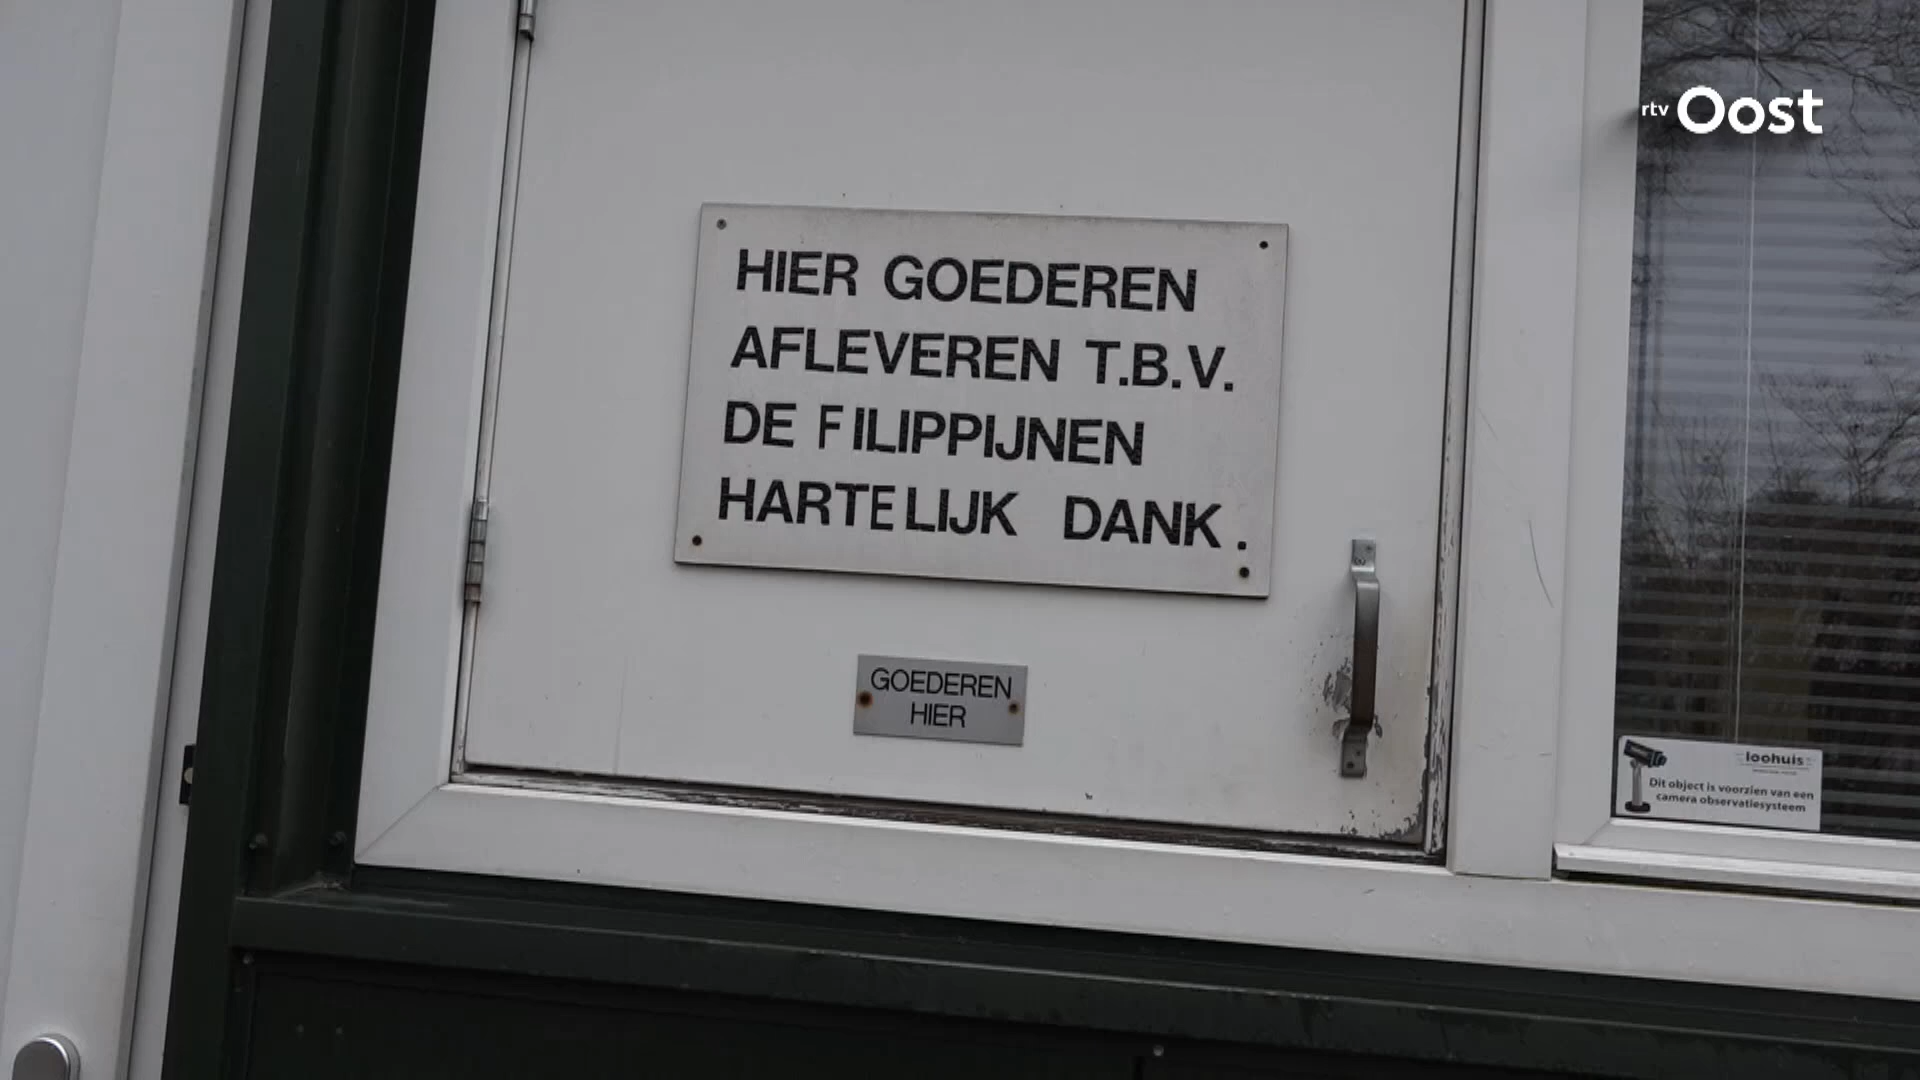 rtv Oost
HIER GOEDEREN
AFLEVEREN T.B.V.
DE FILIPPIJNEN
HARTELIJK DANK.
GOEDEREN
HIER
loohuis
Dit object is voorzien van een
camera observatiesysteem